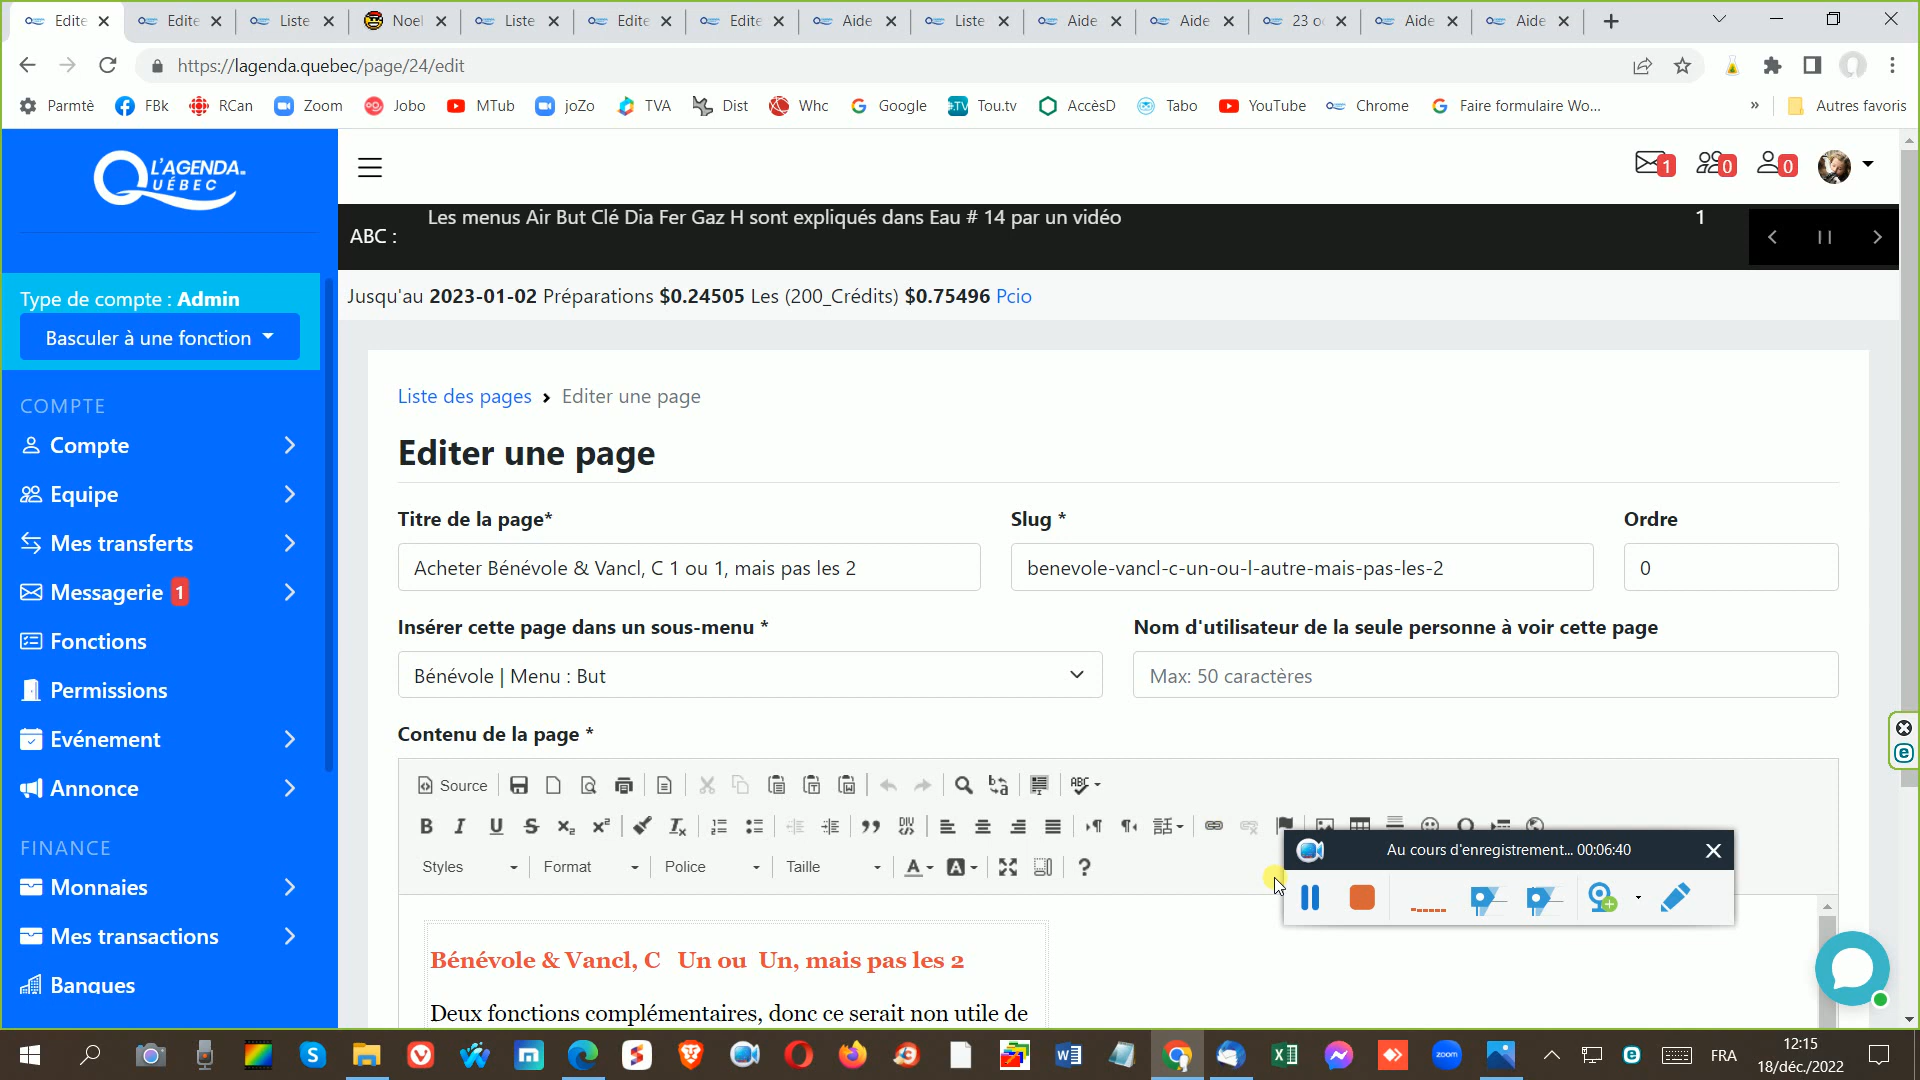 Edite
Edite
Liste
Noel
Liste
Edite
Edite
Aide
Liste
Aide
Aide
23 o
Aide
Aide
https://lagenda.quebec/page/24/edit
Parmtè
FBk
RCan
Zoom
Jobo
MTub
joZo
TVA
Dist
Whc
Google
Tou.tv
AccèsD
Tabo
YouTube
Chrome
Faire formulaire Wo...
»
Autres favoris
L'AGENDA.
QUÉBEC
1
0
0
ABC :
Les menus Air But Clé Dia Fer Gaz H sont expliqués dans Eau # 14 par un vidéo
1
Jusqu'au 2023-01-02 Préparations $0.24505 Les (200_Crédits) $0.75496 Pcio
Type de compte : Admin
Basculer à une fonction
COMPTE
Compte
Equipe
Mes transferts
Messagerie 1
Fonctions
Permissions
Evénement
Annonce
FINANCE
Monnaies
Mes transactions
Banques
Liste des pages › Editer une page
Editer une page
Titre de la page*
Slug *
Ordre
Acheter Bénévole & Vancl, C 1 ou 1, mais pas les 2
benevole-vancl-c-un-ou-l-autre-mais-pas-les-2
0
Insérer cette page dans un sous-menu *
Nom d'utilisateur de la seule personne à voir cette page
Bénévole | Menu : But
Max: 50 caractères
Contenu de la page *
Source
Styles
Format
Police
Taille
Au cours d'enregistrement... 00:06:40
Bénévole & Vancl, C Un ou Un, mais pas les 2
Deux fonctions complémentaires, donc ce serait non utile de
FRA
12:15
18/déc./2022